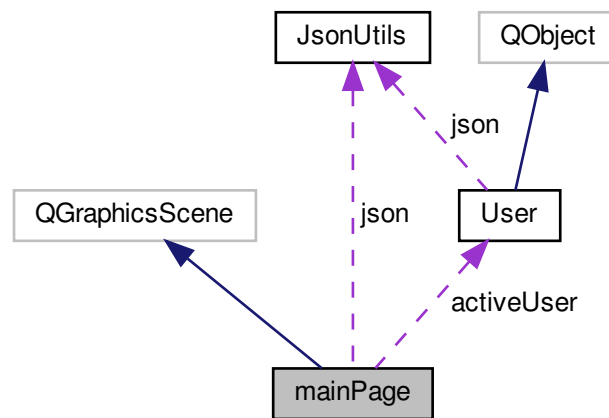 JsonUtils
QObject
json
QGraphicsScene
json
User
activeUser
mainPage